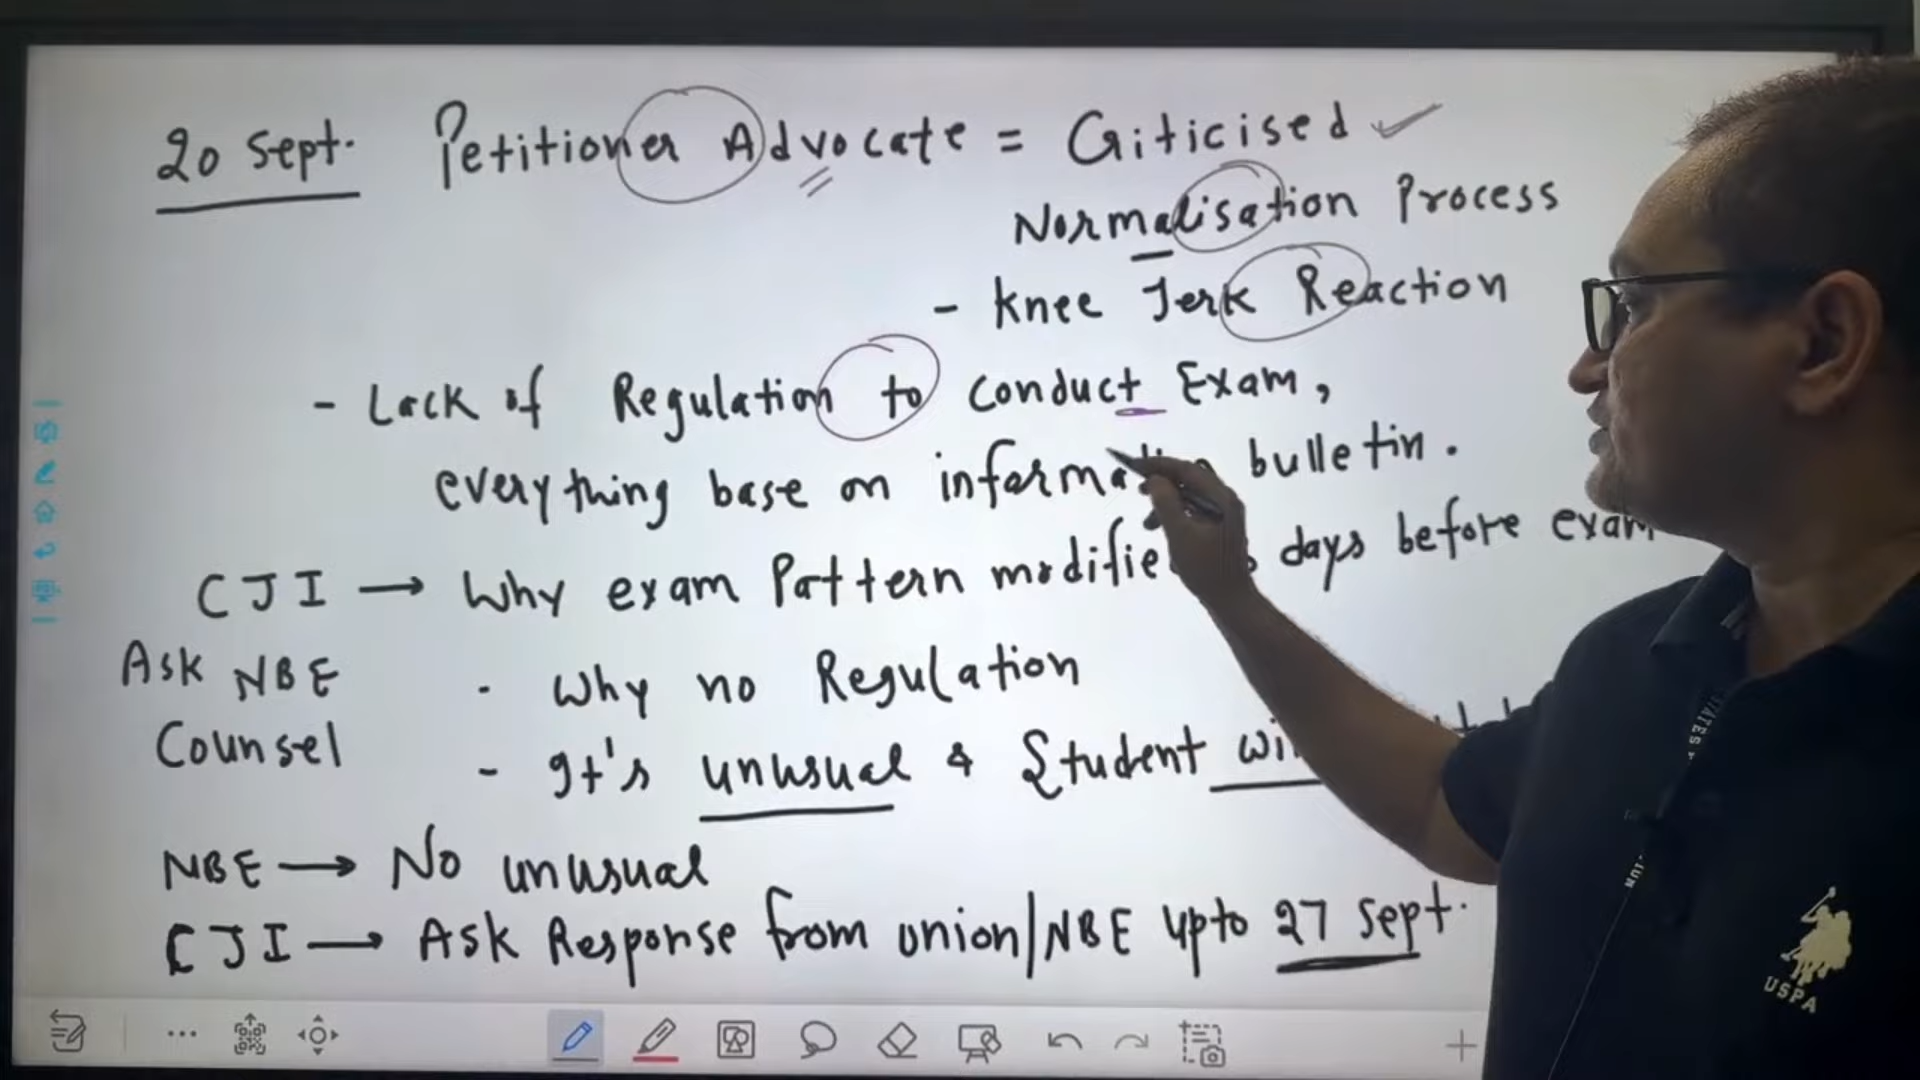 20 Sept. Petitioner Advocate = Criticised
Normalisation Process
- Knee Jerk Reaction
- Lack of Regulation to conduct Exam,
everything base on bulletin.
CJI → Why exam Pattern days before exam
Ask NBE - Why no Regulation
Counsel - It's unusual & Student
NBE → No unusual
CJI → Ask Response from union/NBE upto 27 Sept.
USPA